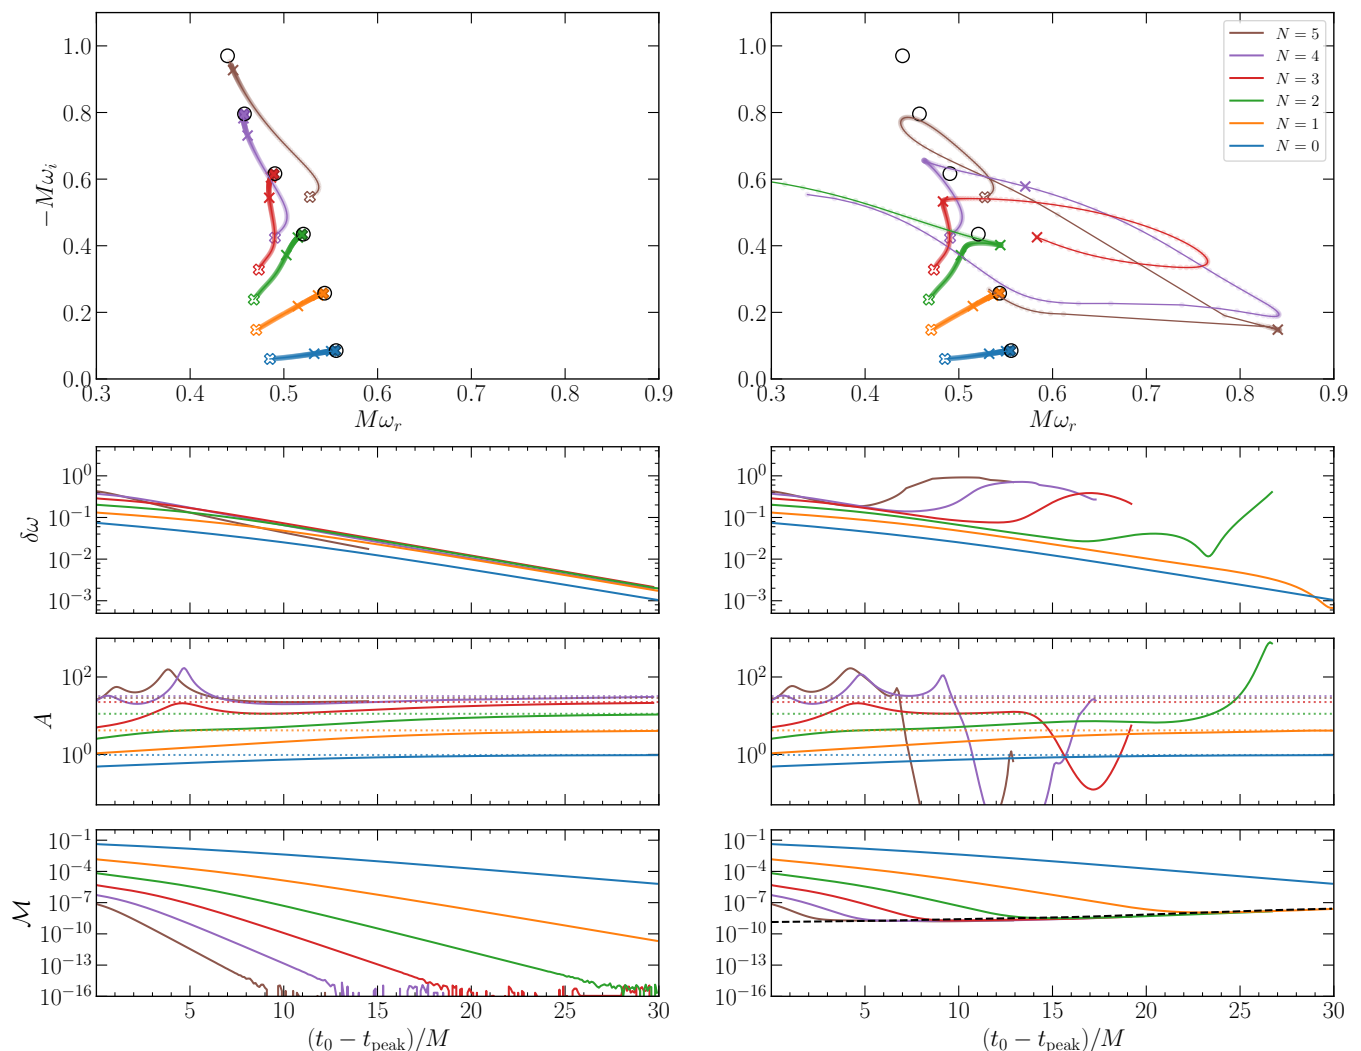 1.0
0.8
0.6
0.4
0.2
0.0
−Mω_i
0.3 0.4 0.5 0.6 0.7 0.8 0.9
Mω_r
N = 5
N = 4
N = 3
N = 2
N = 1
N = 0
1.0
0.8
0.6
0.4
0.2
0.0
0.3 0.4 0.5 0.6 0.7 0.8 0.9
Mω_r
10^0
10^−1
10^−2
10^−3
δω
10^0
10^−1
10^−2
10^−3
10^2
10^0
A
10^2
10^0
10^−1
10^−4
10^−7
10^−10
10^−13
10^−16
ℳ
5 10 15 20 25 30
(t_0 − t_peak)/M
10^−1
10^−4
10^−7
10^−10
10^−13
10^−16
5 10 15 20 25 30
(t_0 − t_peak)/M